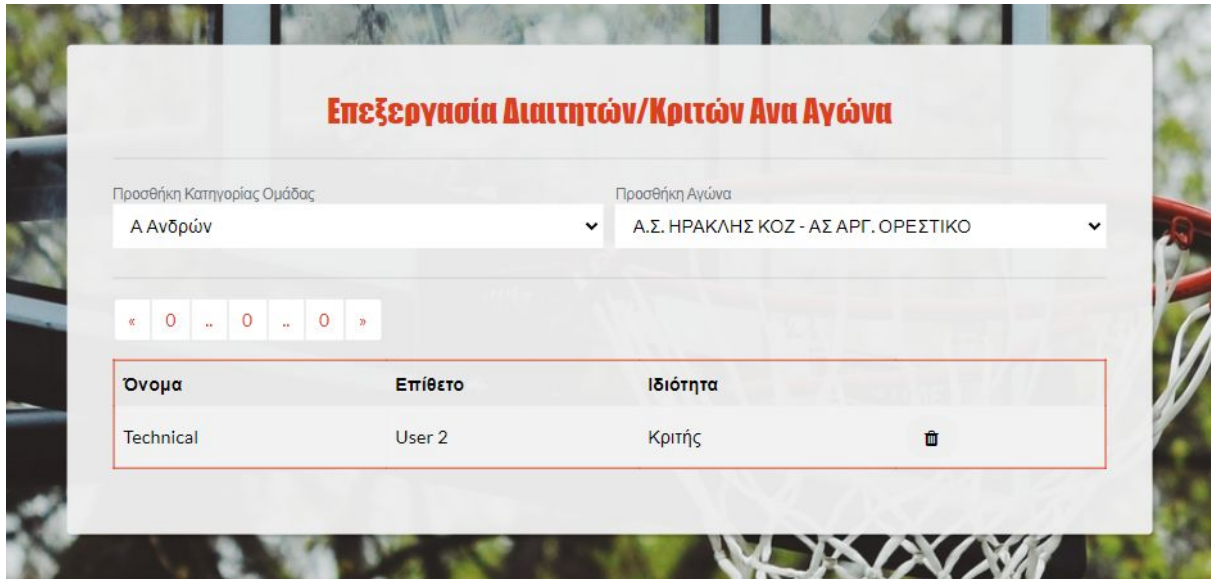 Επεξεργασία Διαιτητών/Κριτών Ανα Αγώνα
Προσθήκη Κατηγορίας Ομάδας Προσθήκη Αγώνα
Α Ανδρών Α.Σ. ΗΡΑΚΛΗΣ ΚΟΖ - ΑΣ ΑΡΓ. ΟΡΕΣΤΙΚΟ
« 0 .. 0 .. 0 »
Όνομα Επίθετο Ιδιότητα
Technical User 2 Κριτής